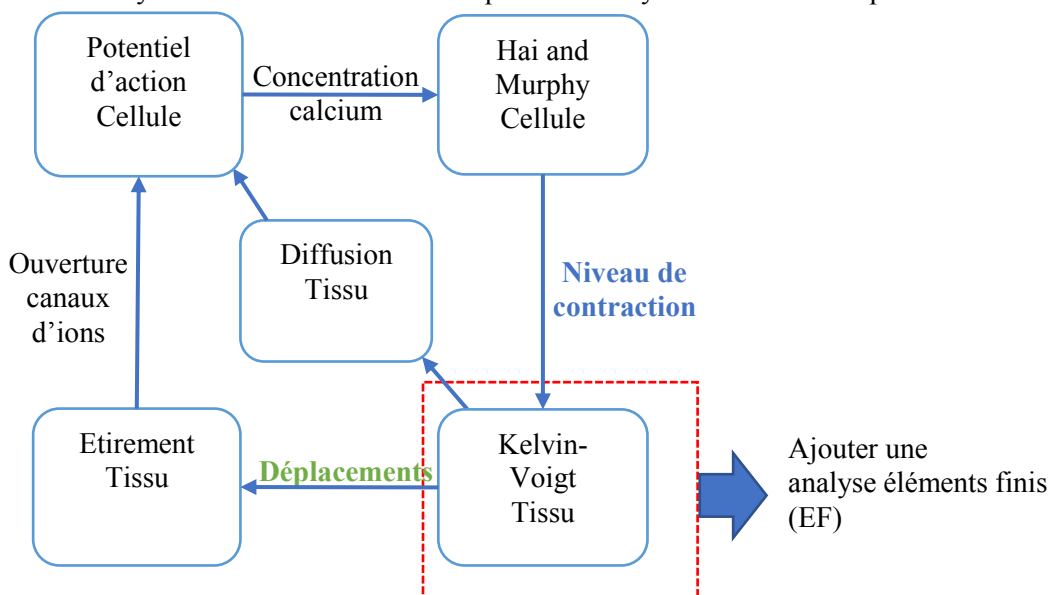 Potentiel
d'action
Cellule
Concentration
calcium
Hai and
Murphy
Cellule
Ouverture
canaux
d'ions
Diffusion
Tissu
Niveau de
contraction
Etirement
Tissu
Déplacements
Kelvin-
Voigt
Tissu
Ajouter une
analyse éléments finis
(EF)